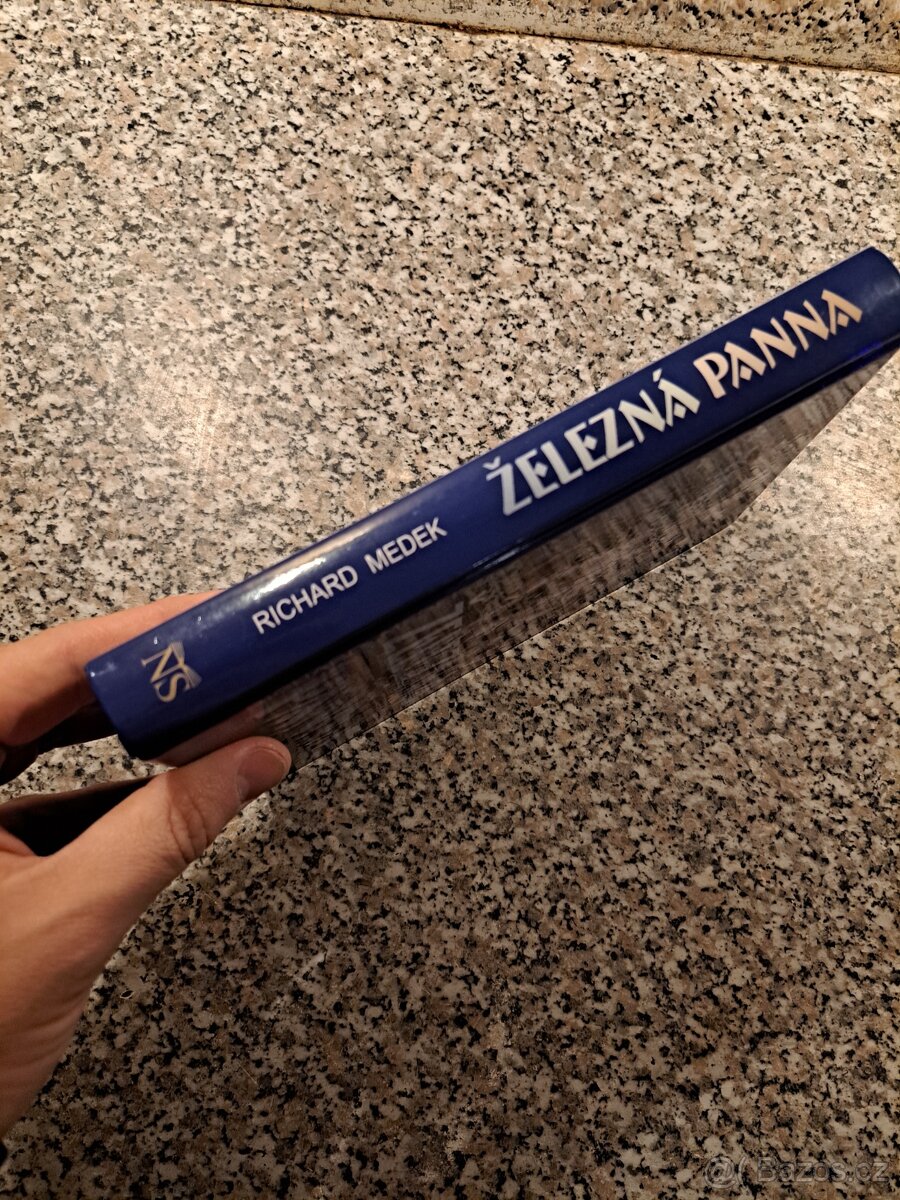 NS
RICHARD MEDEK
ŽELEZNÁ PANNA
@ Bazos.cz